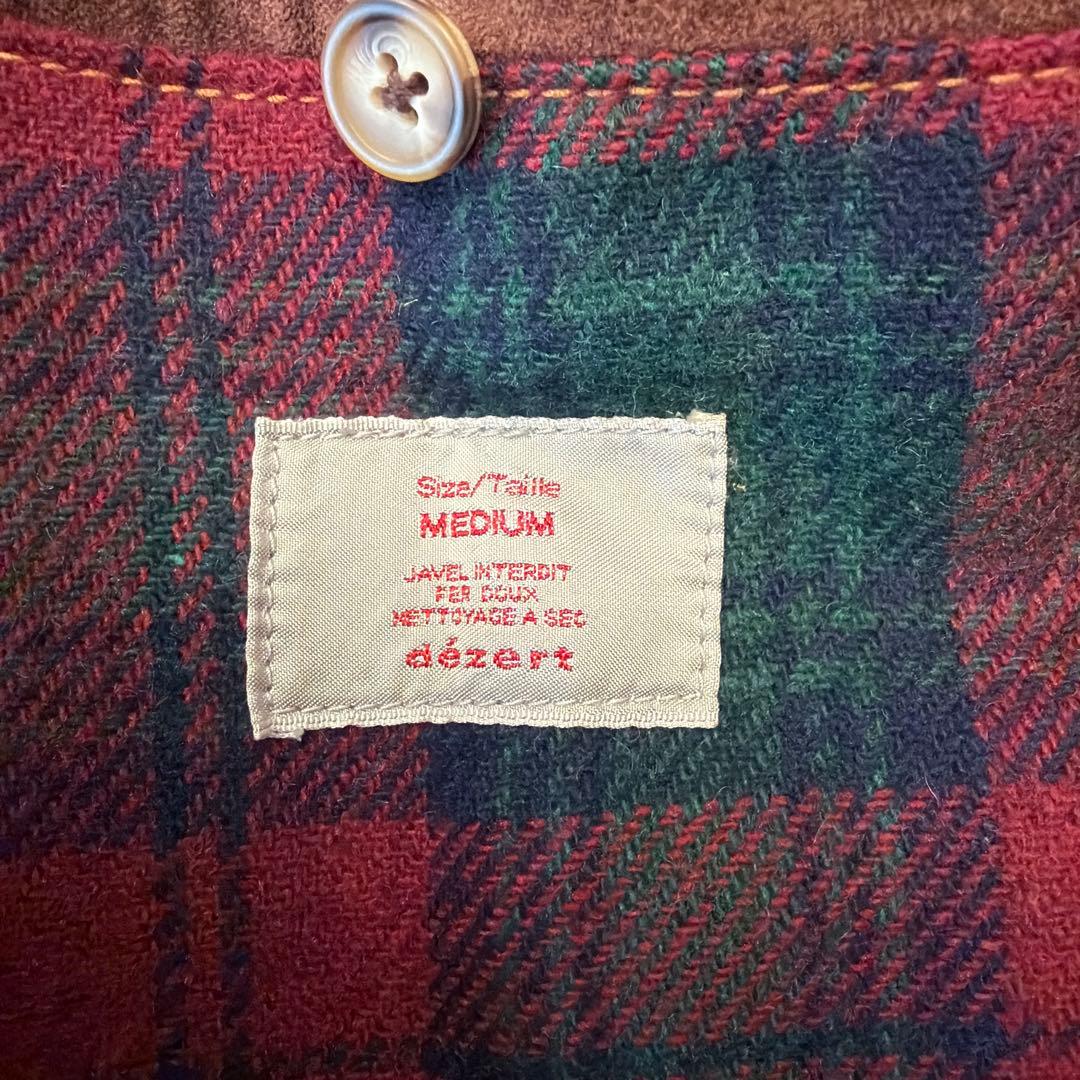 Size/Taille
MEDIUM
JAVEL INTERDIT
FER DOUX
NETTOYAGE A SEC
dézert